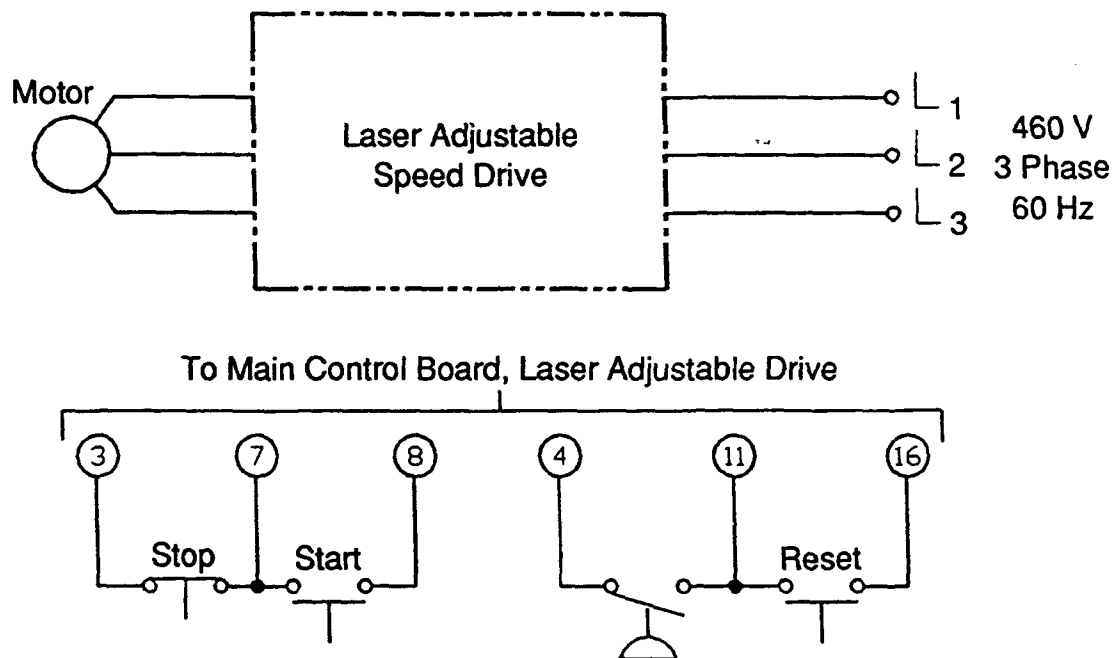 Motor
Laser Adjustable
Speed Drive
L1
L2
L3
460 V
3 Phase
60 Hz
To Main Control Board, Laser Adjustable Drive
3 7 8 4 11 16
Stop Start Reset